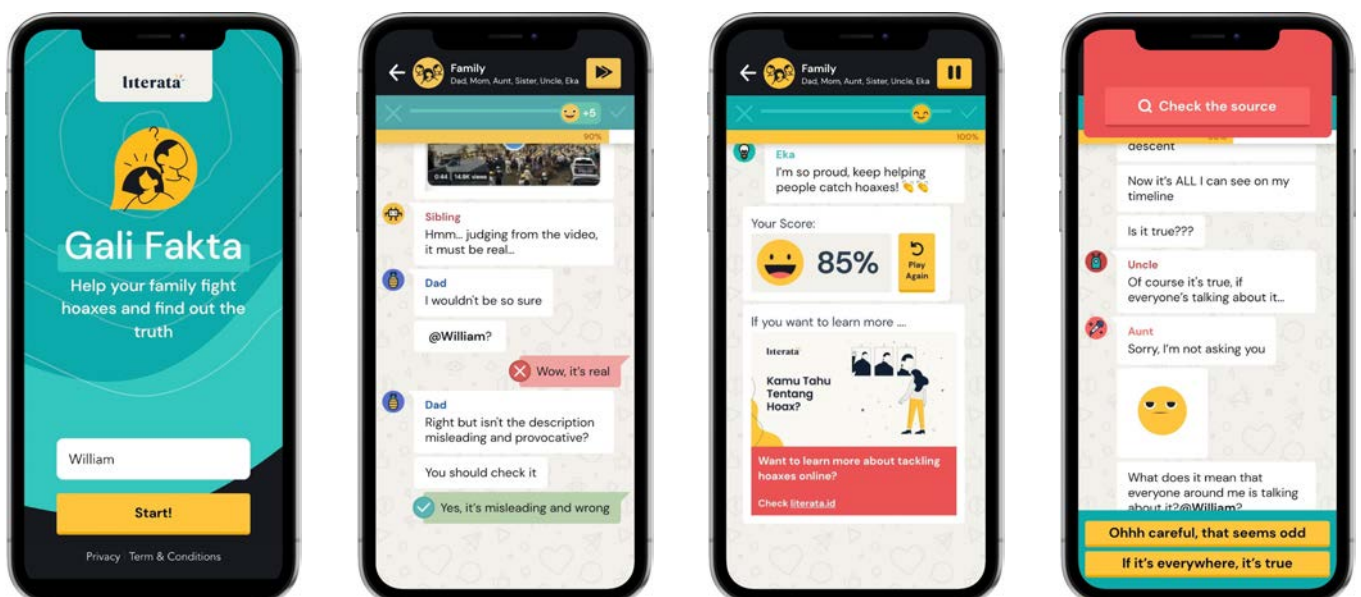 literata
?
Gali Fakta
Help your family fight
hoaxes and find out the
truth
William
Start!
Privacy · Term & Conditions
Family
Dad, Mom, Aunt, Sister, Uncle, Eka
+5
90%
0:44 | 14.8K views
Sibling
Hmm... judging from the video,
it must be real...
Dad
I wouldn't be so sure
@William?
Wow, it's real
Dad
Right but isn't the description
misleading and provocative?
You should check it
Yes, it's misleading and wrong
Family
Dad, Mom, Aunt, Sister, Uncle, Eka
100%
Eka
I'm so proud, keep helping
people catch hoaxes! 👏👏
Your Score:
85%
Play
Again
If you want to learn more ....
literata
Kamu Tahu
Tentang
Hoax?
Want to learn more about tackling
hoaxes online?
Check literata.id
Check the source
descent
Now it's ALL I can see on my
timeline
Is it true???
Uncle
Of course it's true, if
everyone's talking about it...
Aunt
Sorry, I'm not asking you
What does it mean that
everyone around me is talking
about it?@William?
Ohhh careful, that seems odd
If it's everywhere, it's true